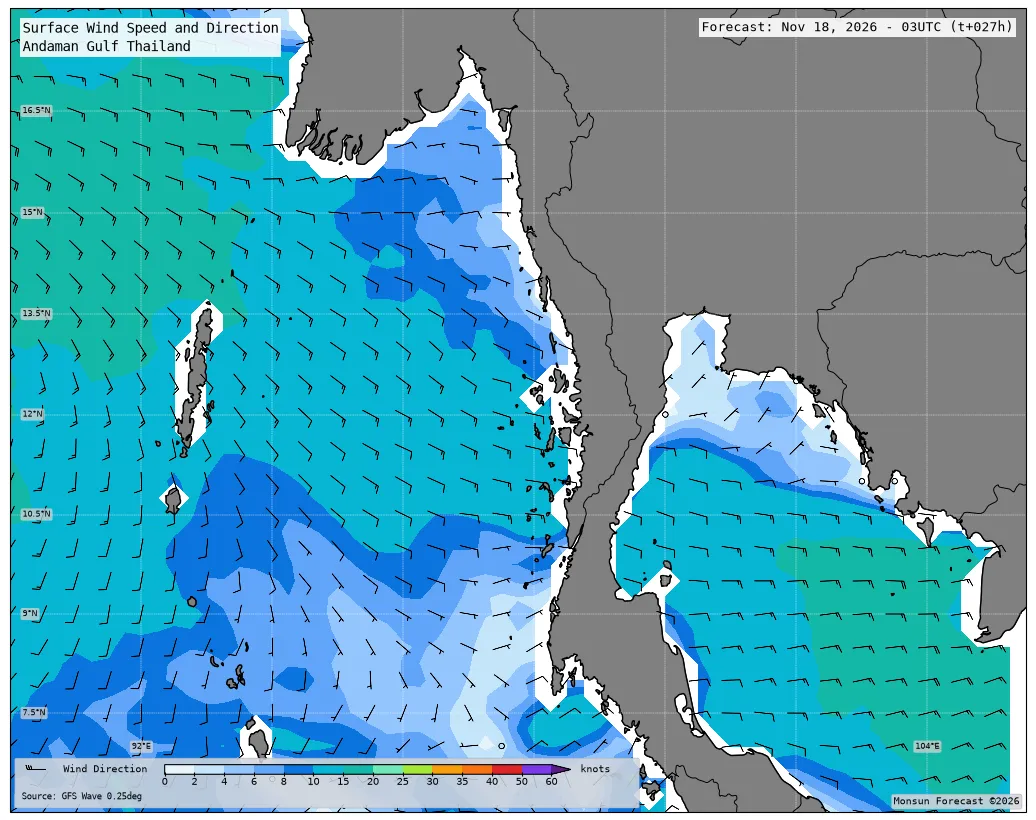 Surface Wind Speed and Direction
Andaman Gulf Thailand
Forecast: Nov 18, 2026 - 03UTC (t+027h)
16.5°N
15°N
13.5°N
12°N
10.5°N
9°N
7.5°N
92°E
104°E
Wind Direction
0 2 4 6 8 10 15 20 25 30 35 40 50 60
knots
Source: GFS Wave 0.25deg
Monsun Forecast ©2026